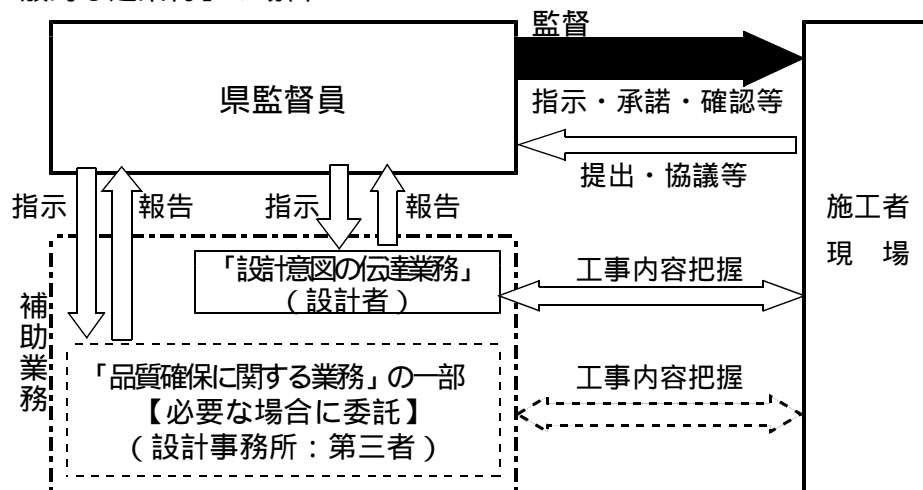 監督
県監督員
指示・承諾・確認等
提出・協議等
指示
報告
指示
報告
施工者
現 場
「設計意図の伝達業務」
(設計者)
工事内容把握
補助業務
「品質確保に関する業務」の一部
【必要な場合に委託】
(設計事務所:第三者)
工事内容把握